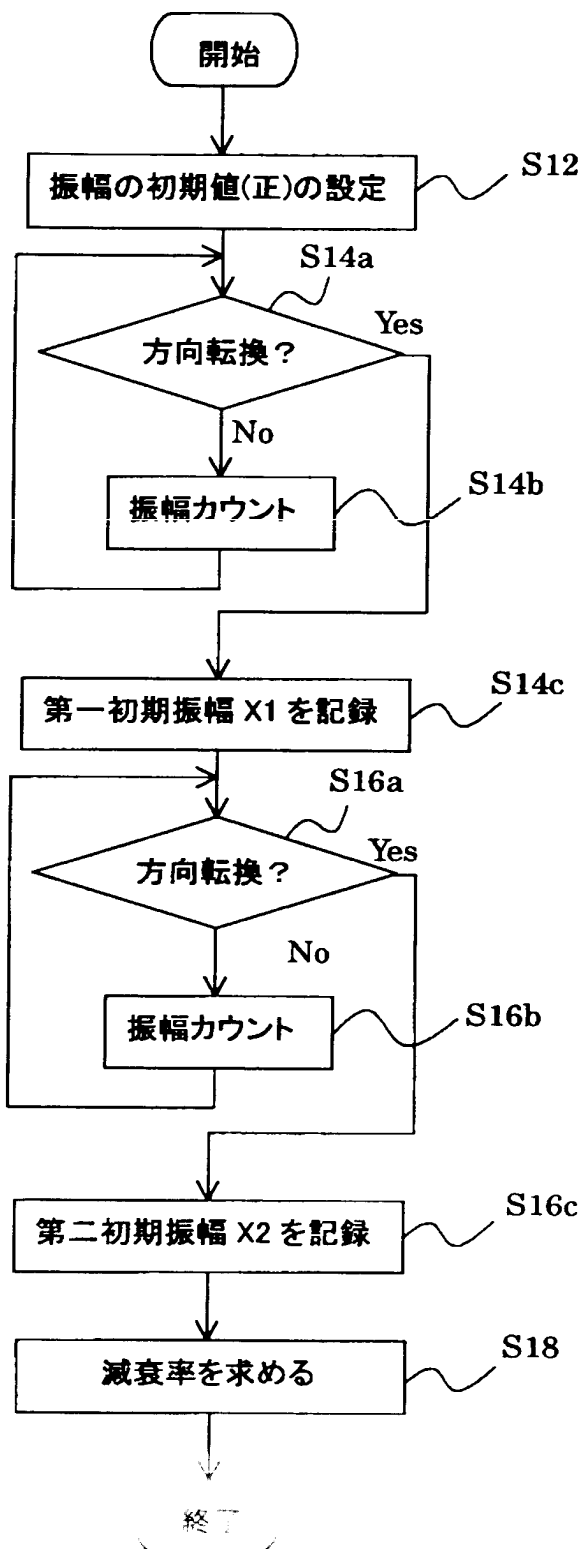 開始
振幅の初期値(正)の設定
S12
S14a
方向転換?
Yes
No
振幅カウント
S14b
第一初期振幅 X1 を記録
S14c
S16a
方向転換?
Yes
No
振幅カウント
S16b
第二初期振幅 X2 を記録
S16c
減衰率を求める
S18
終了